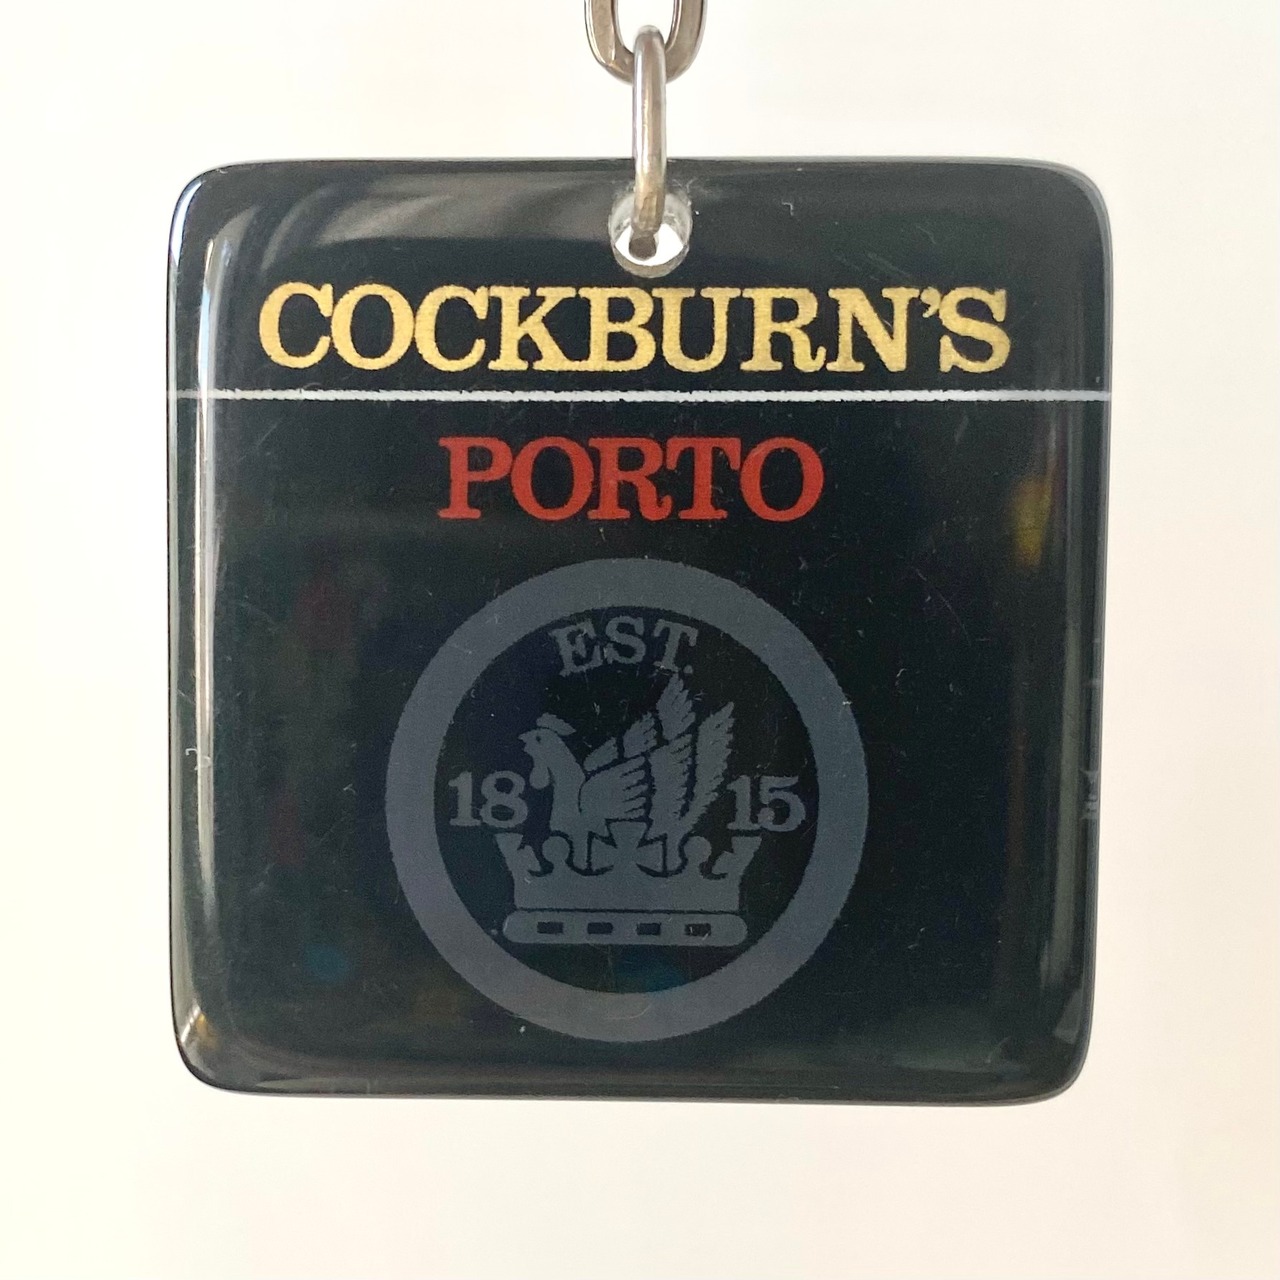 COCKBURN'S
PORTO
EST.
18 15